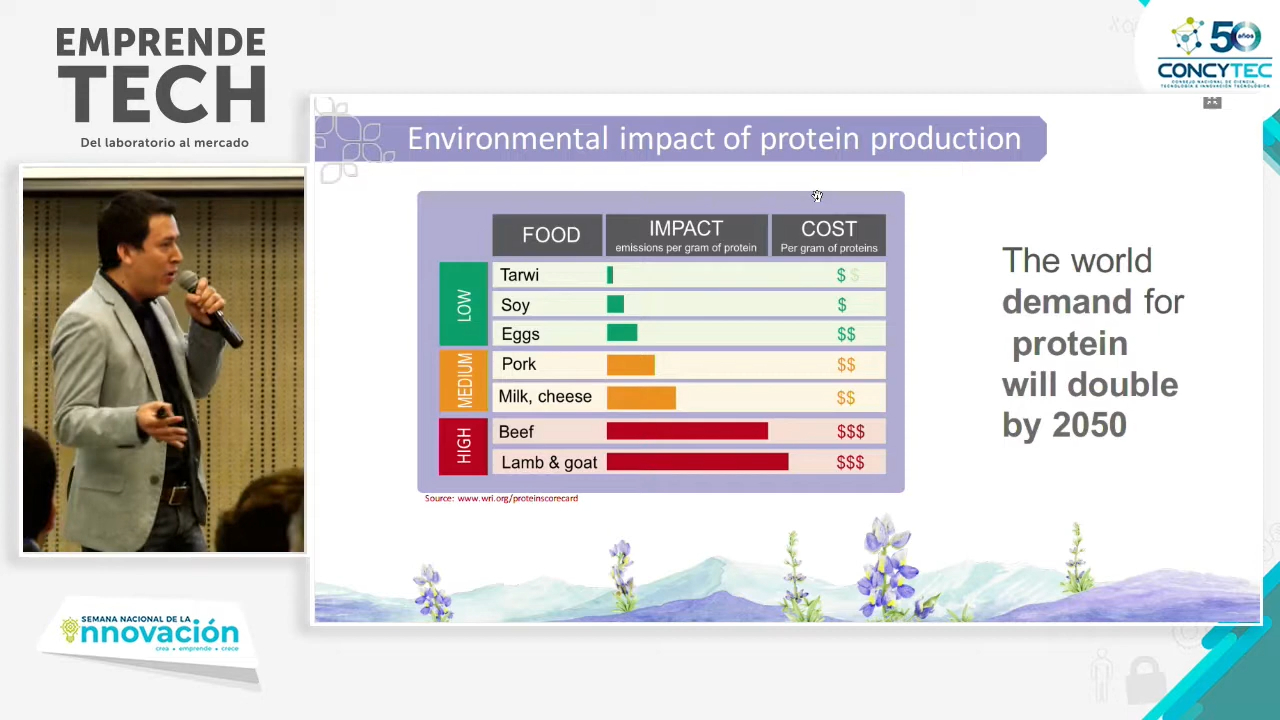 EMPRENDE
TECH
Del laboratorio al mercado
50 años
CONCYTEC
CONSEJO NACIONAL DE CIENCIA,
TECNOLOGÍA E INNOVACIÓN TECNOLÓGICA
Environmental impact of protein production
FOOD IMPACT COST
emissions per gram of protein Per gram of proteins
LOW
Tarwi $ $
Soy $
Eggs $$
MEDIUM
Pork $$
Milk, cheese $$
HIGH
Beef $$$
Lamb & goat $$$
Source: www.wri.org/proteinscorecard
The world
demand for
protein
will double
by 2050
SEMANA NACIONAL DE LA
nnovación
crea • emprende • crece